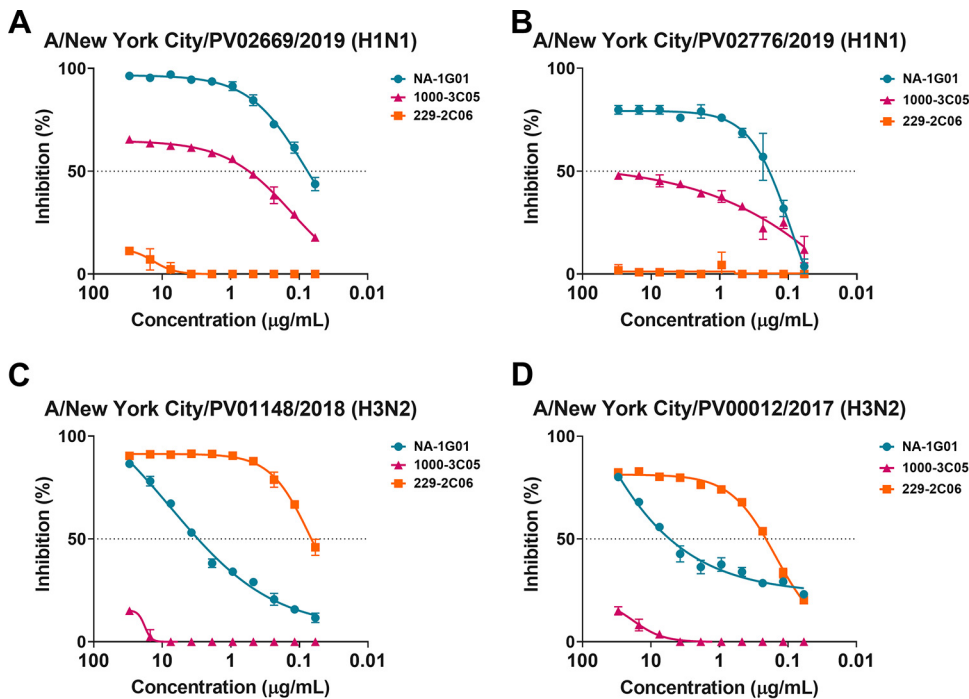 A
A/New York City/PV02669/2019 (H1N1)
100
50
0
Inhibition (%)
100
10
1
0.1
0.01
Concentration (μg/mL)
NA-1G01
1000-3C05
229-2C06
B
A/New York City/PV02776/2019 (H1N1)
100
50
0
Inhibition (%)
100
10
1
0.1
0.01
Concentration (μg/mL)
NA-1G01
1000-3C05
229-2C06
C
A/New York City/PV01148/2018 (H3N2)
100
50
0
Inhibition (%)
100
10
1
0.1
0.01
Concentration (μg/mL)
NA-1G01
1000-3C05
229-2C06
D
A/New York City/PV00012/2017 (H3N2)
100
50
0
Inhibition (%)
100
10
1
0.1
0.01
Concentration (μg/mL)
NA-1G01
1000-3C05
229-2C06